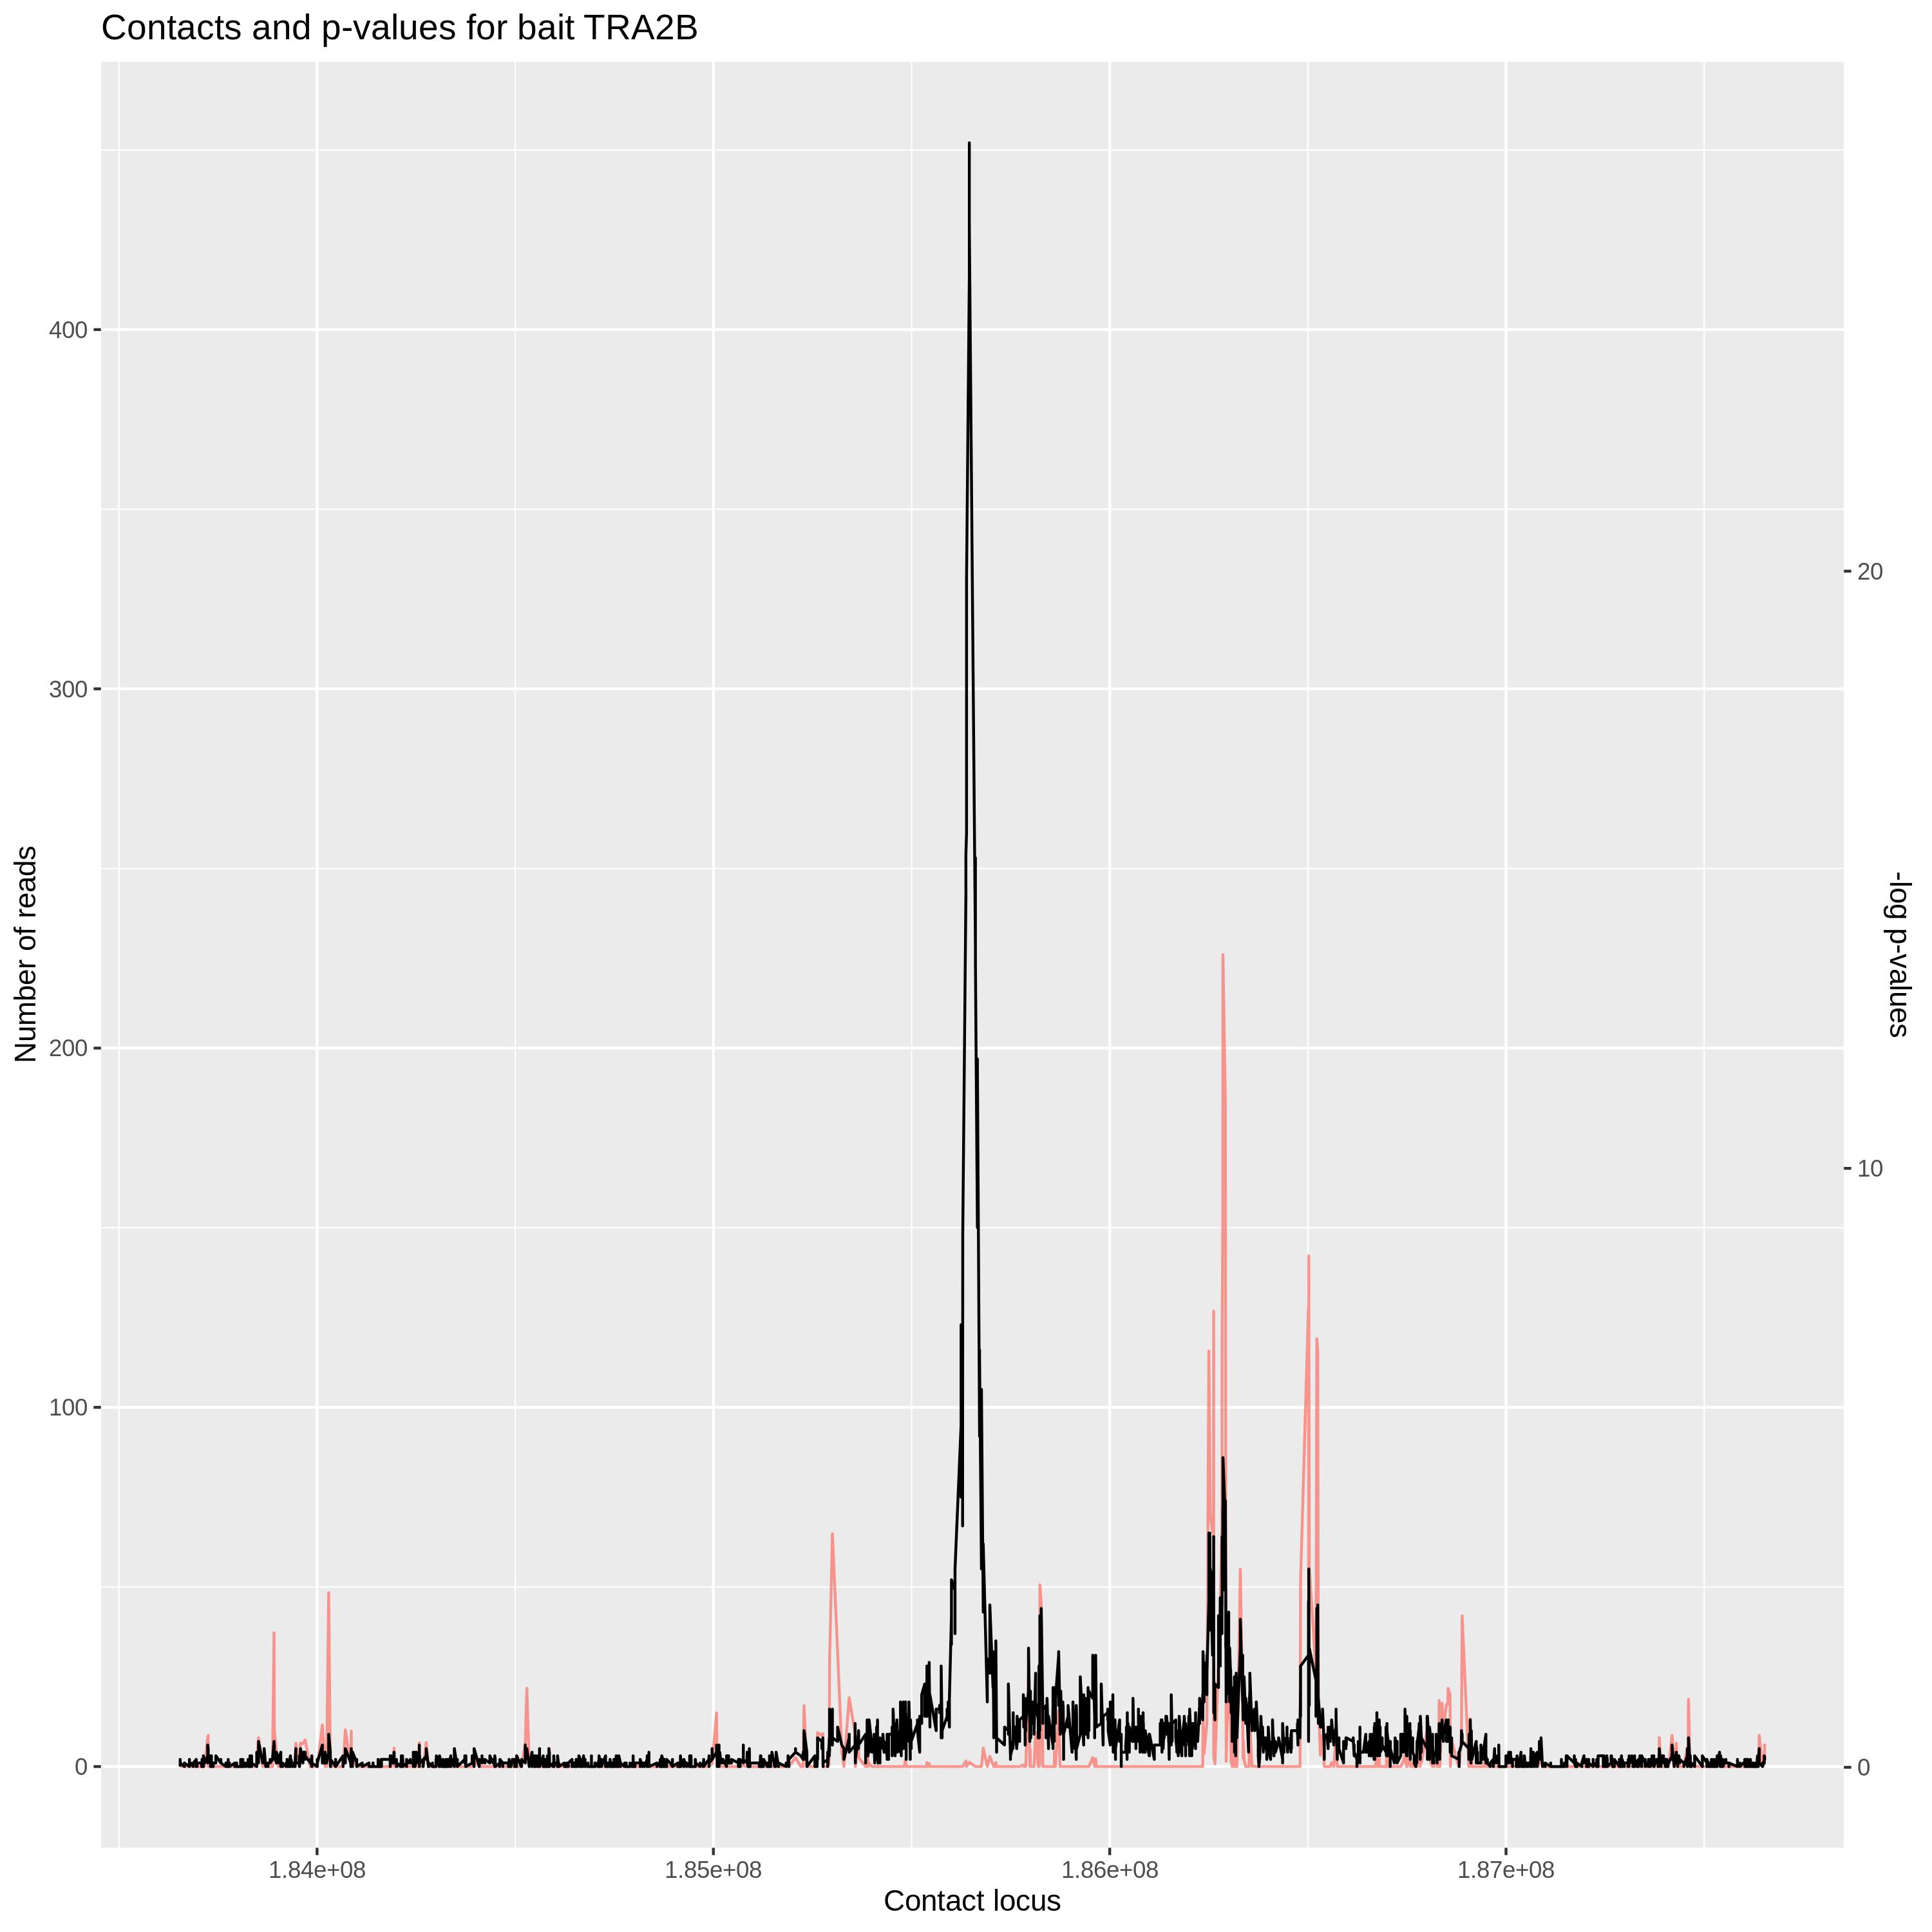 Contacts and p-values for bait TRA2B
Number of reads
400
300
200
100
0
20
10
0
-log p-values
1.84e+08
1.85e+08
1.86e+08
1.87e+08
Contact locus